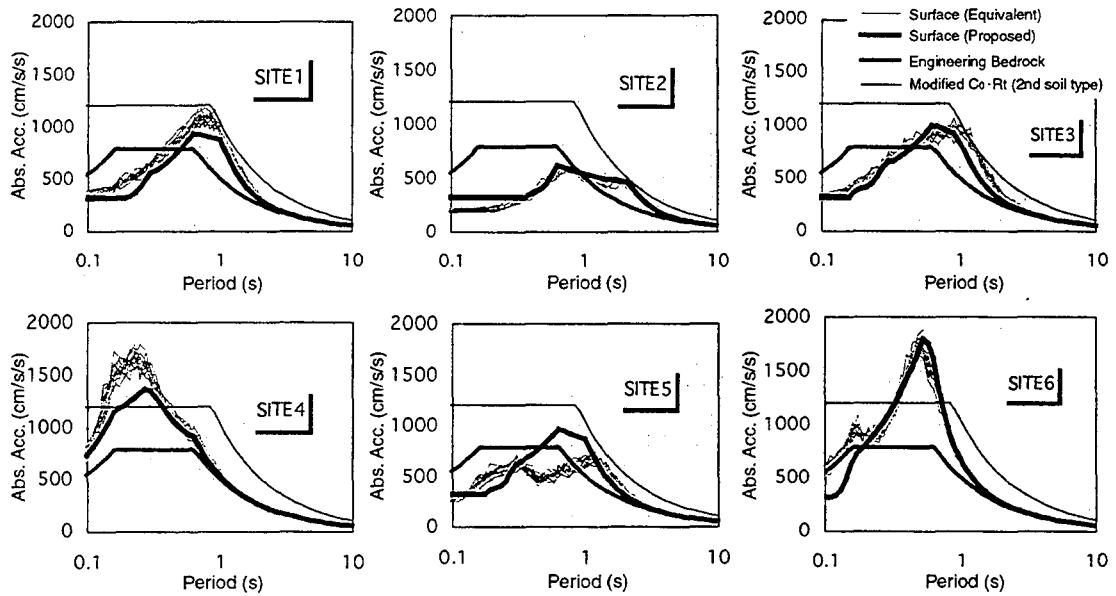 2000
1500
1000
500
0
Abs. Acc. (cm/s/s)
SITE1
0.1 1 10
Period (s)
2000
1500
1000
500
0
Abs. Acc. (cm/s/s)
SITE2
0.1 1 10
Period (s)
2000
1500
1000
500
0
Abs. Acc. (cm/s/s)
Surface (Equivalent)
Surface (Proposed)
Engineering Bedrock
Modified Co·Rt (2nd soil type)
SITE3
0.1 1 10
Period (s)
2000
1500
1000
500
0
Abs. Acc. (cm/s/s)
SITE4
0.1 1 10
Period (s)
2000
1500
1000
500
0
Abs. Acc. (cm/s/s)
SITE5
0.1 1 10
Period (s)
2000
1500
1000
500
0
Abs. Acc. (cm/s/s)
SITE6
0.1 1 10
Period (s)